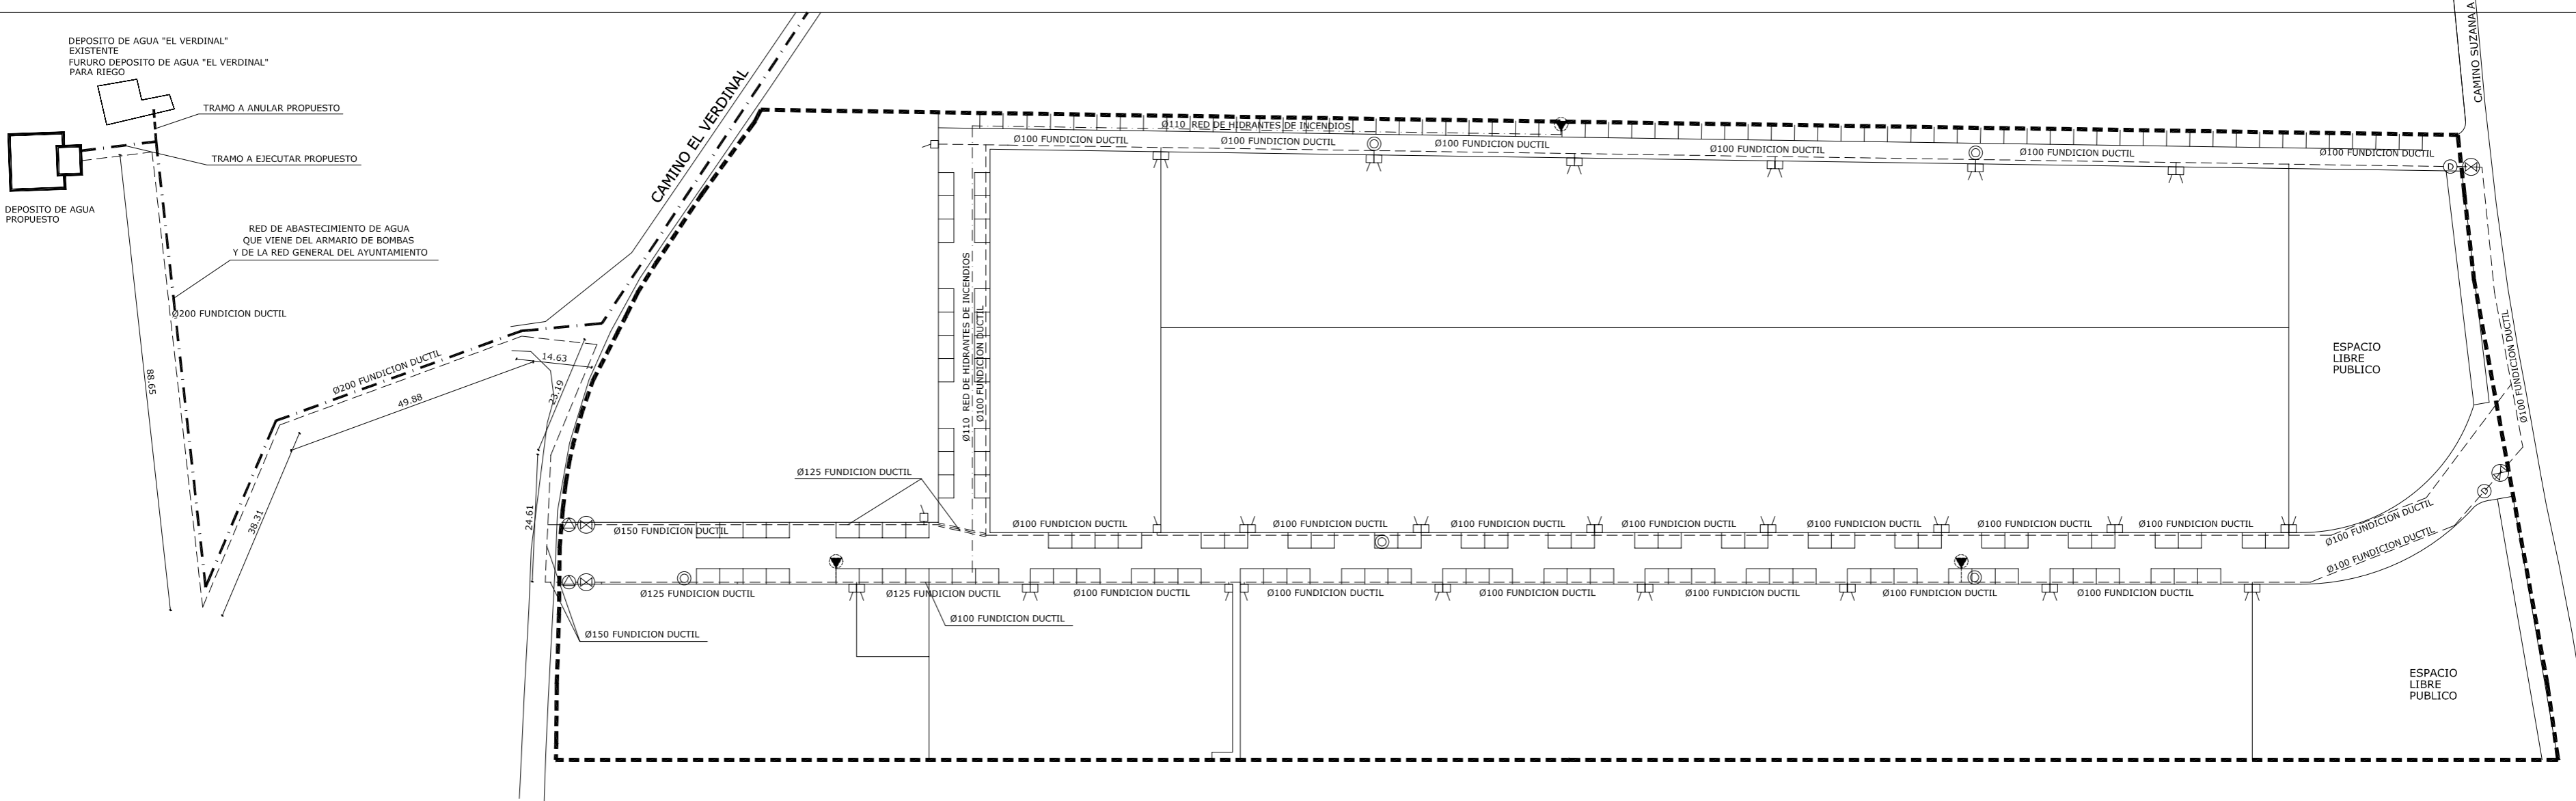 DEPOSITO DE AGUA "EL VERDINAL"
EXISTENTE
FURURO DEPOSITO DE AGUA "EL VERDINAL"
PARA RIEGO
TRAMO A ANULAR PROPUESTO
TRAMO A EJECUTAR PROPUESTO
DEPOSITO DE AGUA
PROPUESTO
RED DE ABASTECIMIENTO DE AGUA
QUE VIENE DEL ARMARIO DE BOMBAS
Y DE LA RED GENERAL DEL AYUNTAMIENTO
Ø200 FUNDICION DUCTIL
88.65
38.31
Ø200 FUNDICION DUCTIL
49.88
14.63
23.19
24.61
CAMINO EL VERDINAL
CAMINO SUZANA A
Ø110 RED DE HIDRANTES DE INCENDIOS
Ø100 FUNDICION DUCTIL
Ø100 FUNDICION DUCTIL
Ø100 FUNDICION DUCTIL
Ø100 FUNDICION DUCTIL
Ø100 FUNDICION DUCTIL
Ø100 FUNDICION DUCTIL
D
Ø110 RED DE HIDRANTES DE INCENDIOS
Ø100 FUNDICION DUCTIL
ESPACIO
LIBRE
PUBLICO
Ø100 FUNDICION DUCTIL
Ø125 FUNDICION DUCTIL
Ø150 FUNDICION DUCTIL
Ø100 FUNDICION DUCTIL
Ø100 FUNDICION DUCTIL
Ø100 FUNDICION DUCTIL
Ø100 FUNDICION DUCTIL
Ø100 FUNDICION DUCTIL
Ø100 FUNDICION DUCTIL
Ø100 FUNDICION DUCTIL
Ø100 FUNDICION DUCTIL
D
Ø100 FUNDICION DUCTIL
Ø125 FUNDICION DUCTIL
Ø125 FUNDICION DUCTIL
Ø100 FUNDICION DUCTIL
Ø100 FUNDICION DUCTIL
Ø100 FUNDICION DUCTIL
Ø100 FUNDICION DUCTIL
Ø100 FUNDICION DUCTIL
Ø100 FUNDICION DUCTIL
Ø100 FUNDICION DUCTIL
Ø150 FUNDICION DUCTIL
ESPACIO
LIBRE
PUBLICO